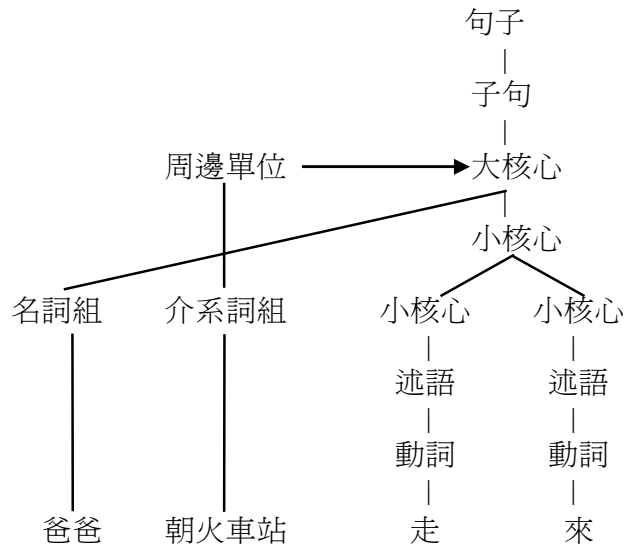 句子
子句
周邊單位 大核心
小核心
名詞組 介系詞組 小核心 小核心
述語 述語
動詞 動詞
爸爸 朝火車站 走 來